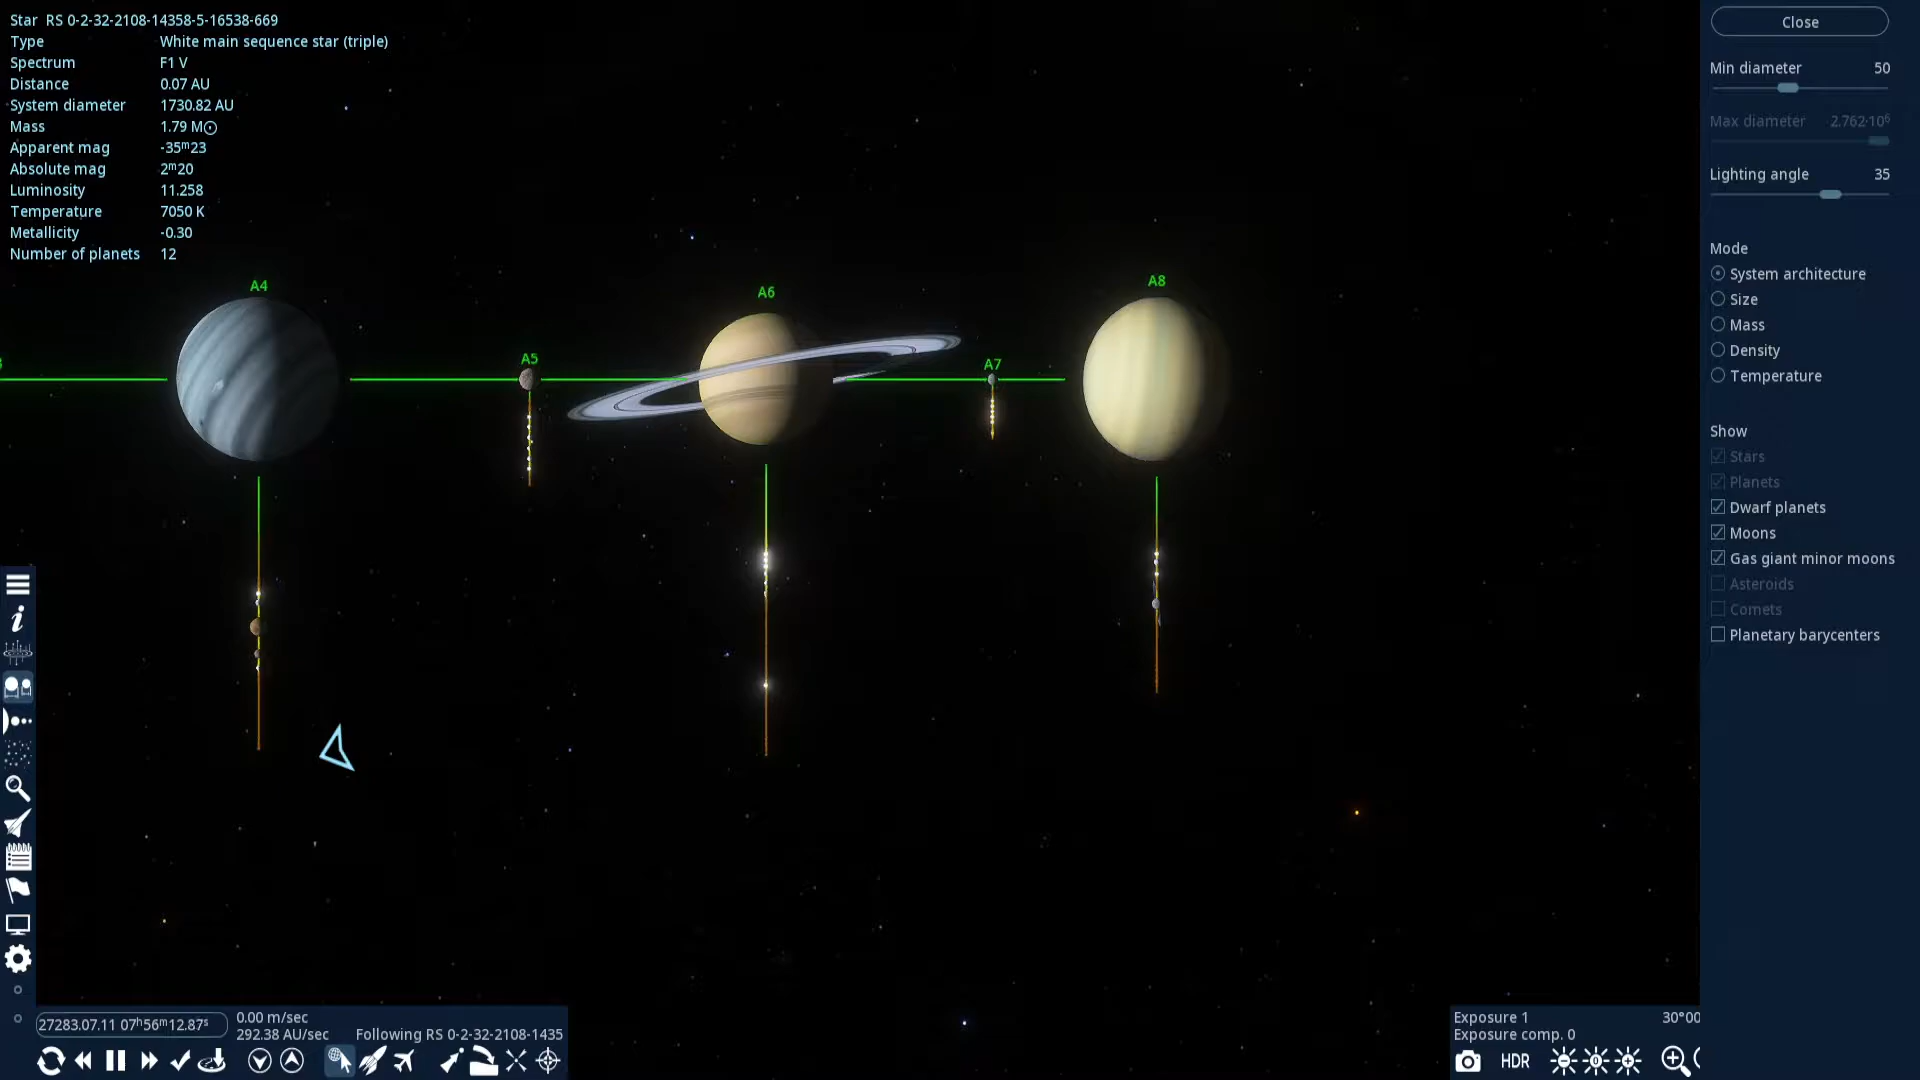 Star RS 0-2-32-2108-14358-5-16538-669
Type White main sequence star (triple)
Spectrum F1 V
Distance 0.07 AU
System diameter 1730.82 AU
Mass 1.79 M☉
Apparent mag -35ᵐ23
Absolute mag 2ᵐ20
Luminosity 11.258
Temperature 7050 K
Metallicity -0.30
Number of planets 12
A4
A5
A6
A7
A8
Close
Min diameter 50
Max diameter 2.762·10⁶
Lighting angle 35
Mode
System architecture
Size
Mass
Density
Temperature
Show
Stars
Planets
Dwarf planets
Moons
Gas giant minor moons
Asteroids
Comets
Planetary barycenters
27283.07.11 07ʰ56ᵐ12.87ˢ
0.00 m/sec
292.38 AU/sec Following RS 0-2-32-2108-1435
Exposure 1 30°00
Exposure comp. 0
HDR